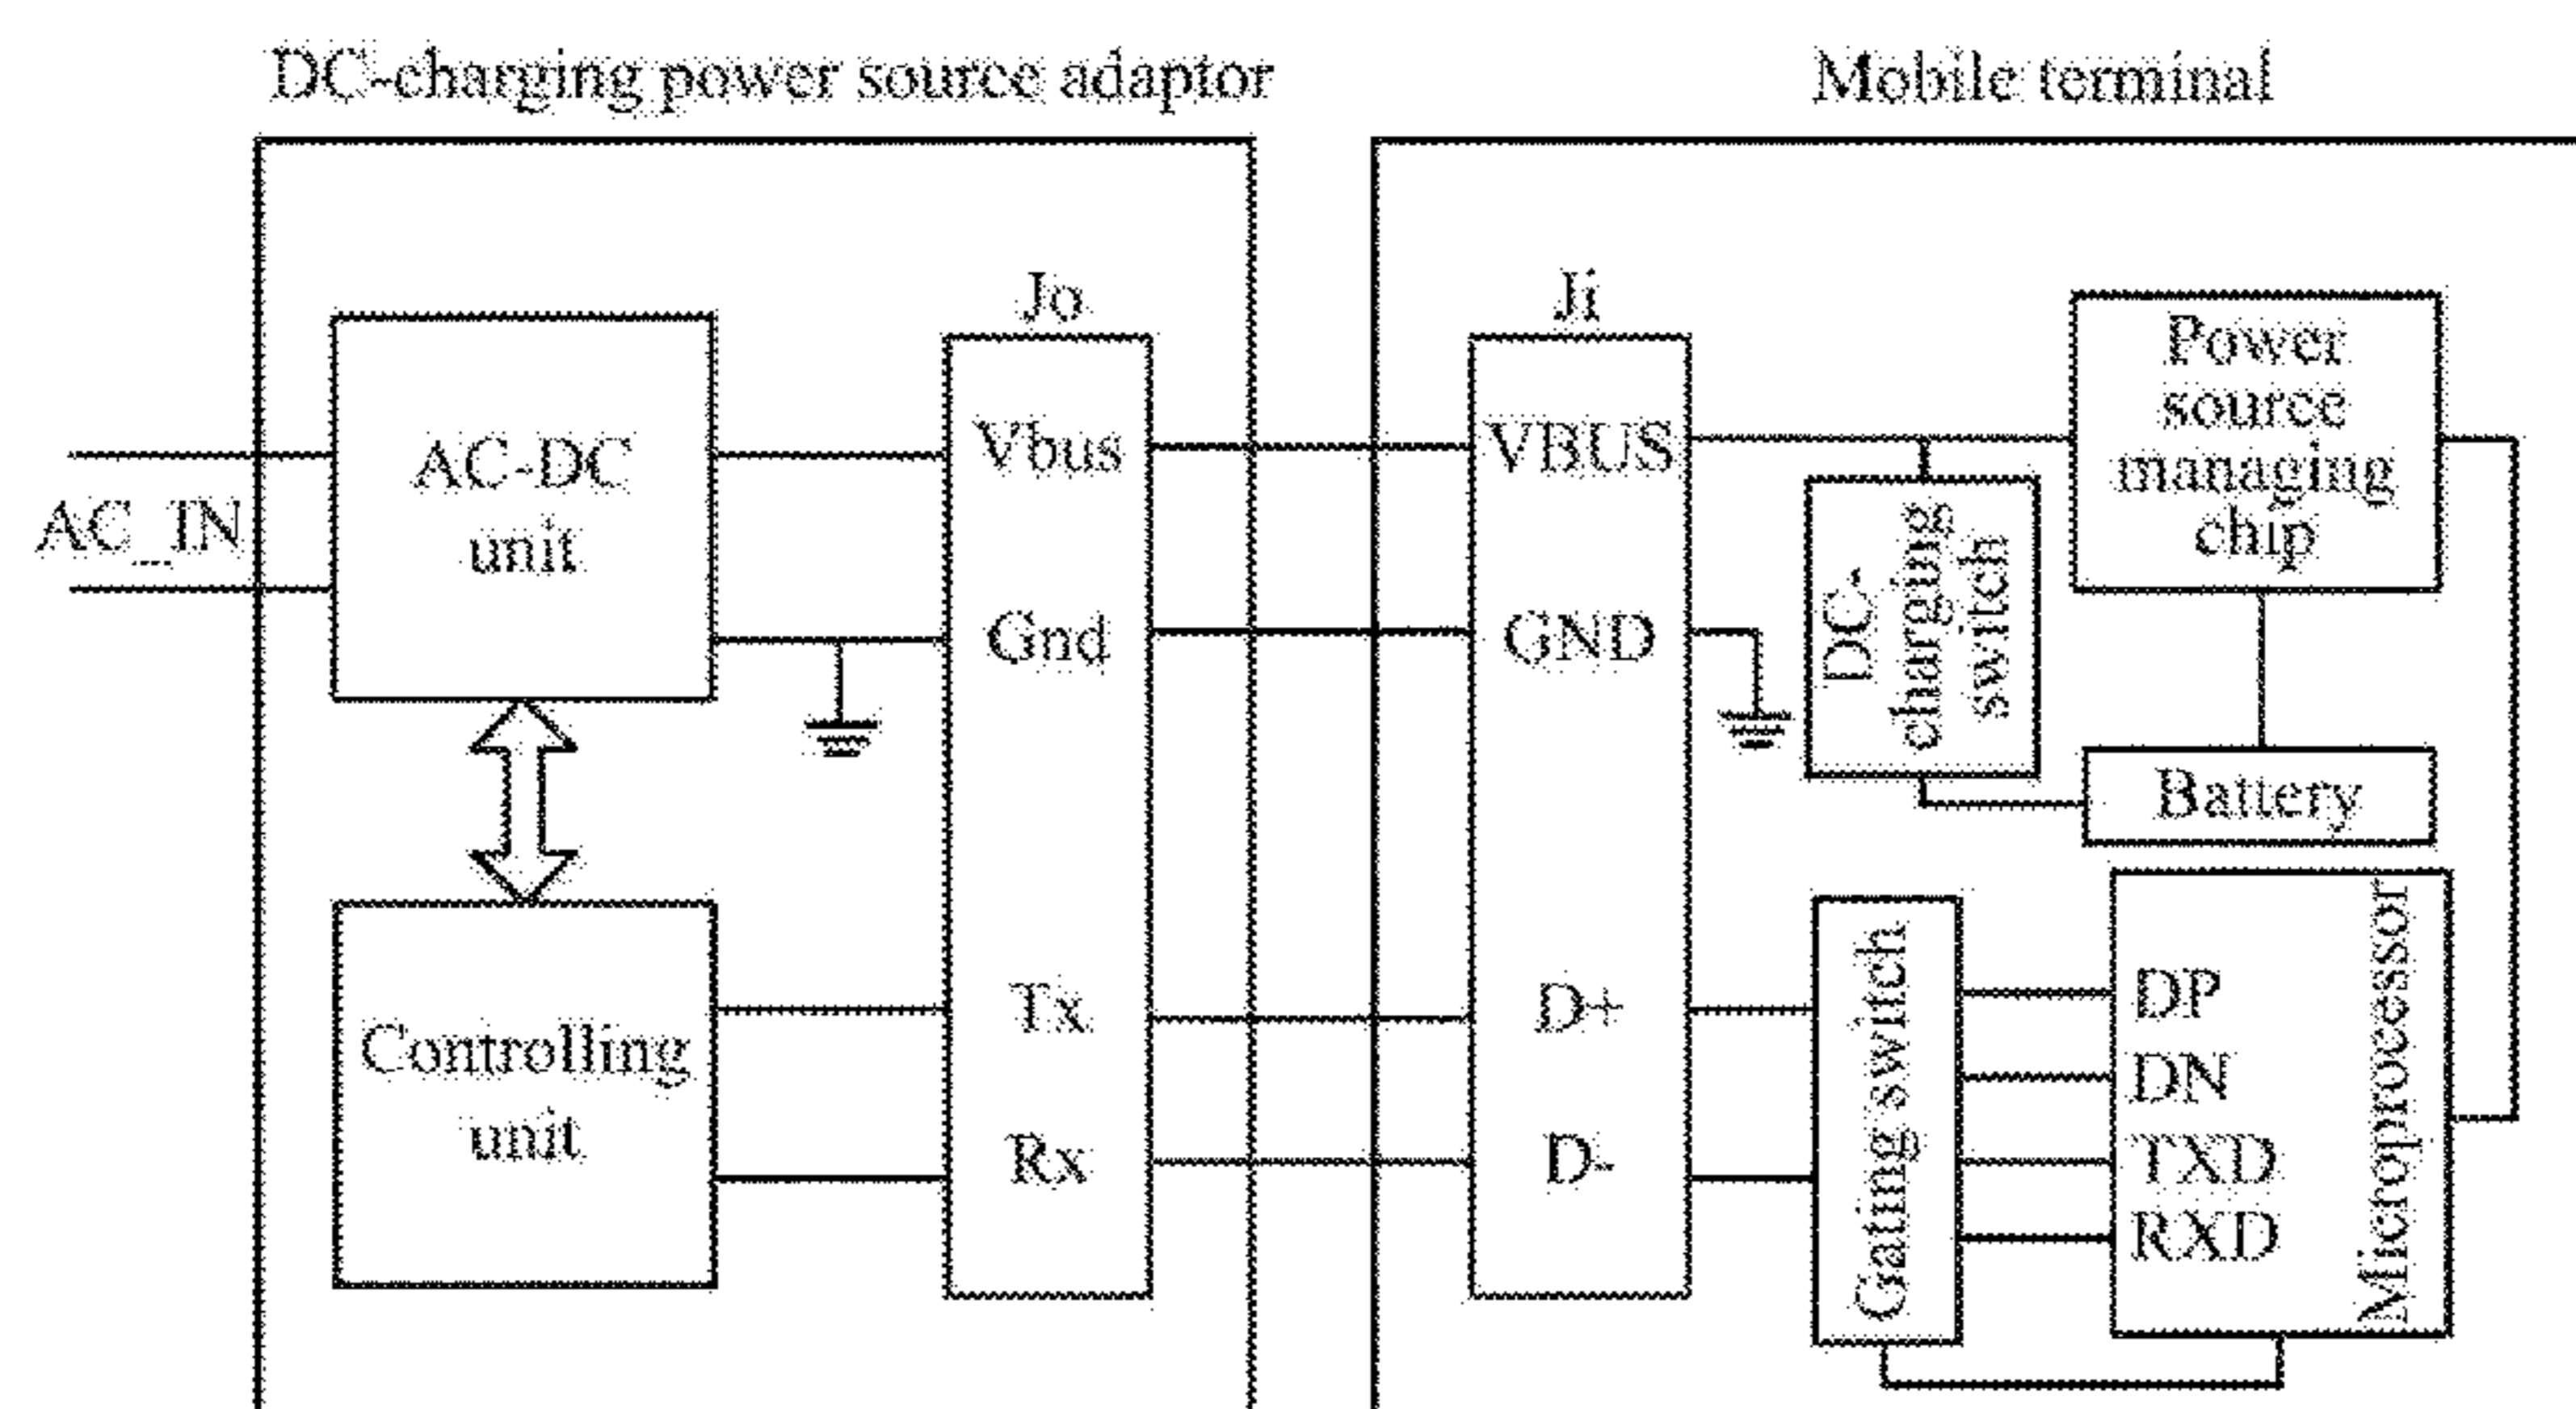 DC-charging power source adaptor
Mobile terminal
AC_IN
AC-DC
unit
Controlling
unit
Jo
Vbus
Gnd
Tx
Rx
Ji
VBUS
GND
D+
D-
DC-
charging
switch
Power
source
managing
chip
Battery
Gating switch
DP
DN
TXD
RXD
Microprocessor